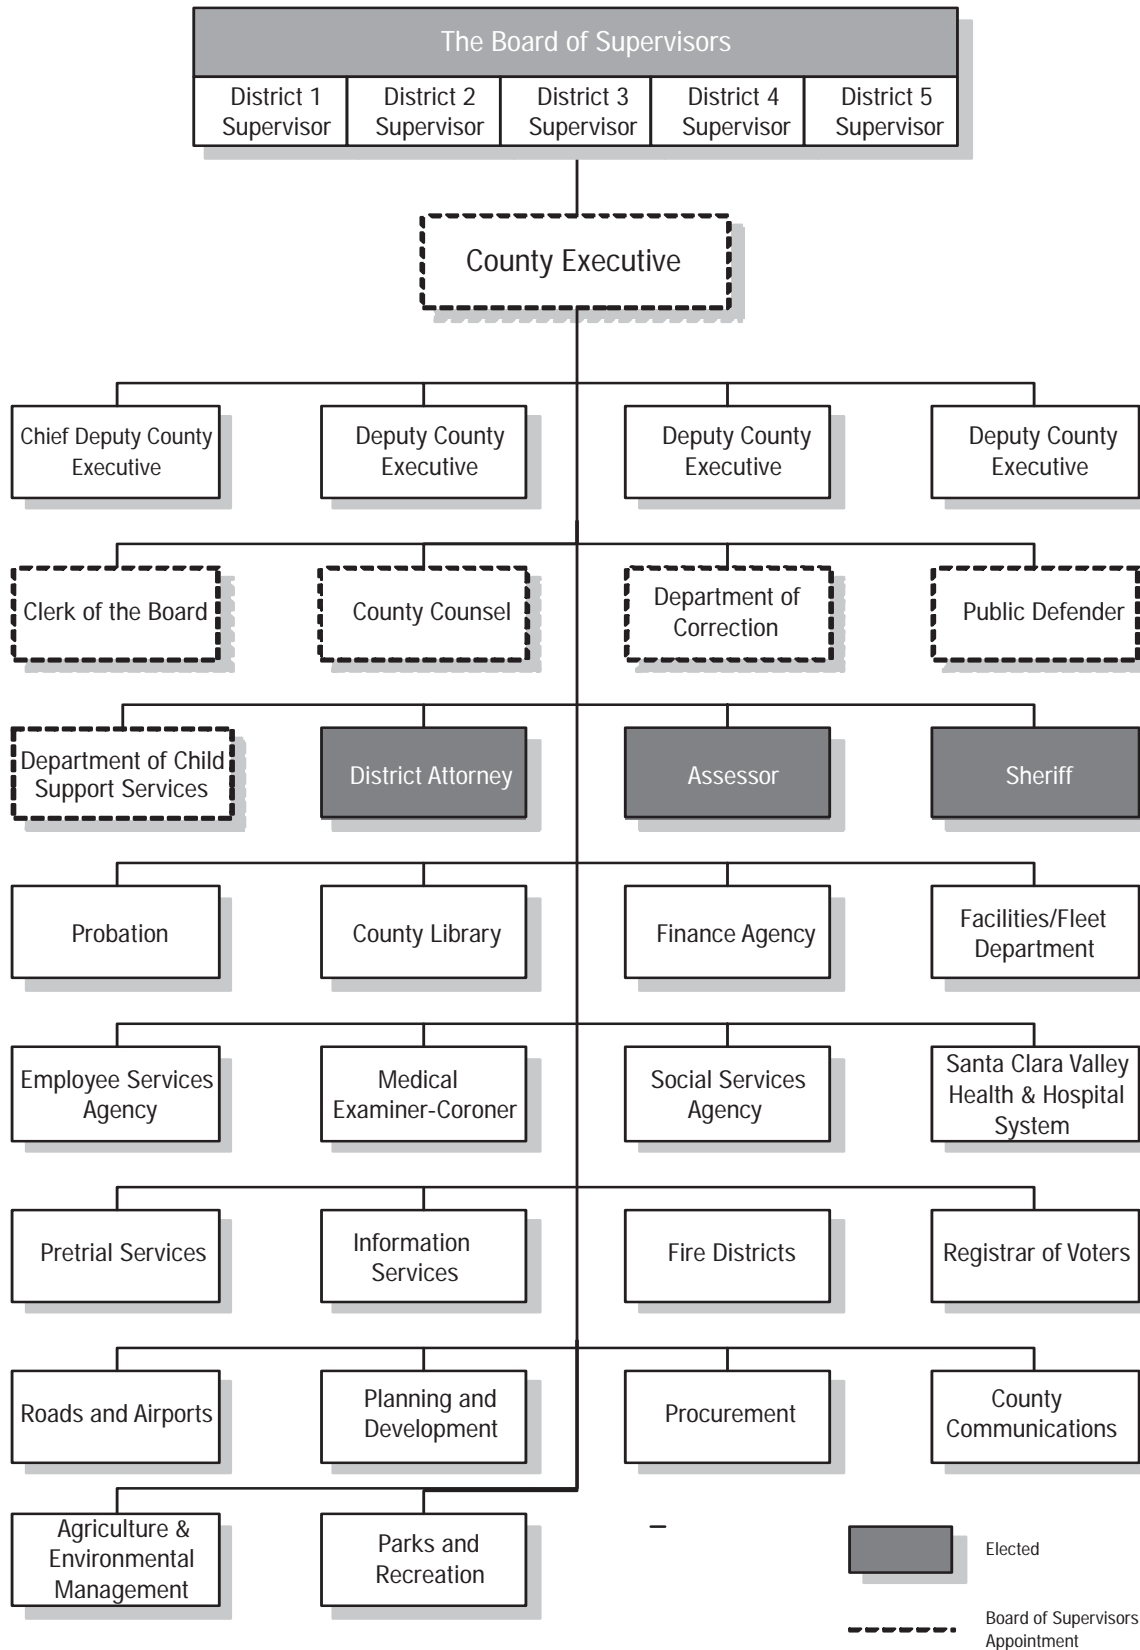 The Board of Supervisors
District 1
Supervisor
District 2
Supervisor
District 3
Supervisor
District 4
Supervisor
District 5
Supervisor
County Executive
Chief Deputy County
Executive
Deputy County
Executive
Deputy County
Executive
Deputy County
Executive
Clerk of the Board
County Counsel
Department of
Correction
Public Defender
Department of Child
Support Services
District Attorney
Assessor
Sheriff
Probation
County Library
Finance Agency
Facilities/Fleet
Department
Employee Services
Agency
Medical
Examiner-Coroner
Social Services
Agency
Santa Clara Valley
Health & Hospital
System
Pretrial Services
Information
Services
Fire Districts
Registrar of Voters
Roads and Airports
Planning and
Development
Procurement
County
Communications
Agriculture &
Environmental
Management
Parks and
Recreation
Elected
Board of Supervisors
Appointment